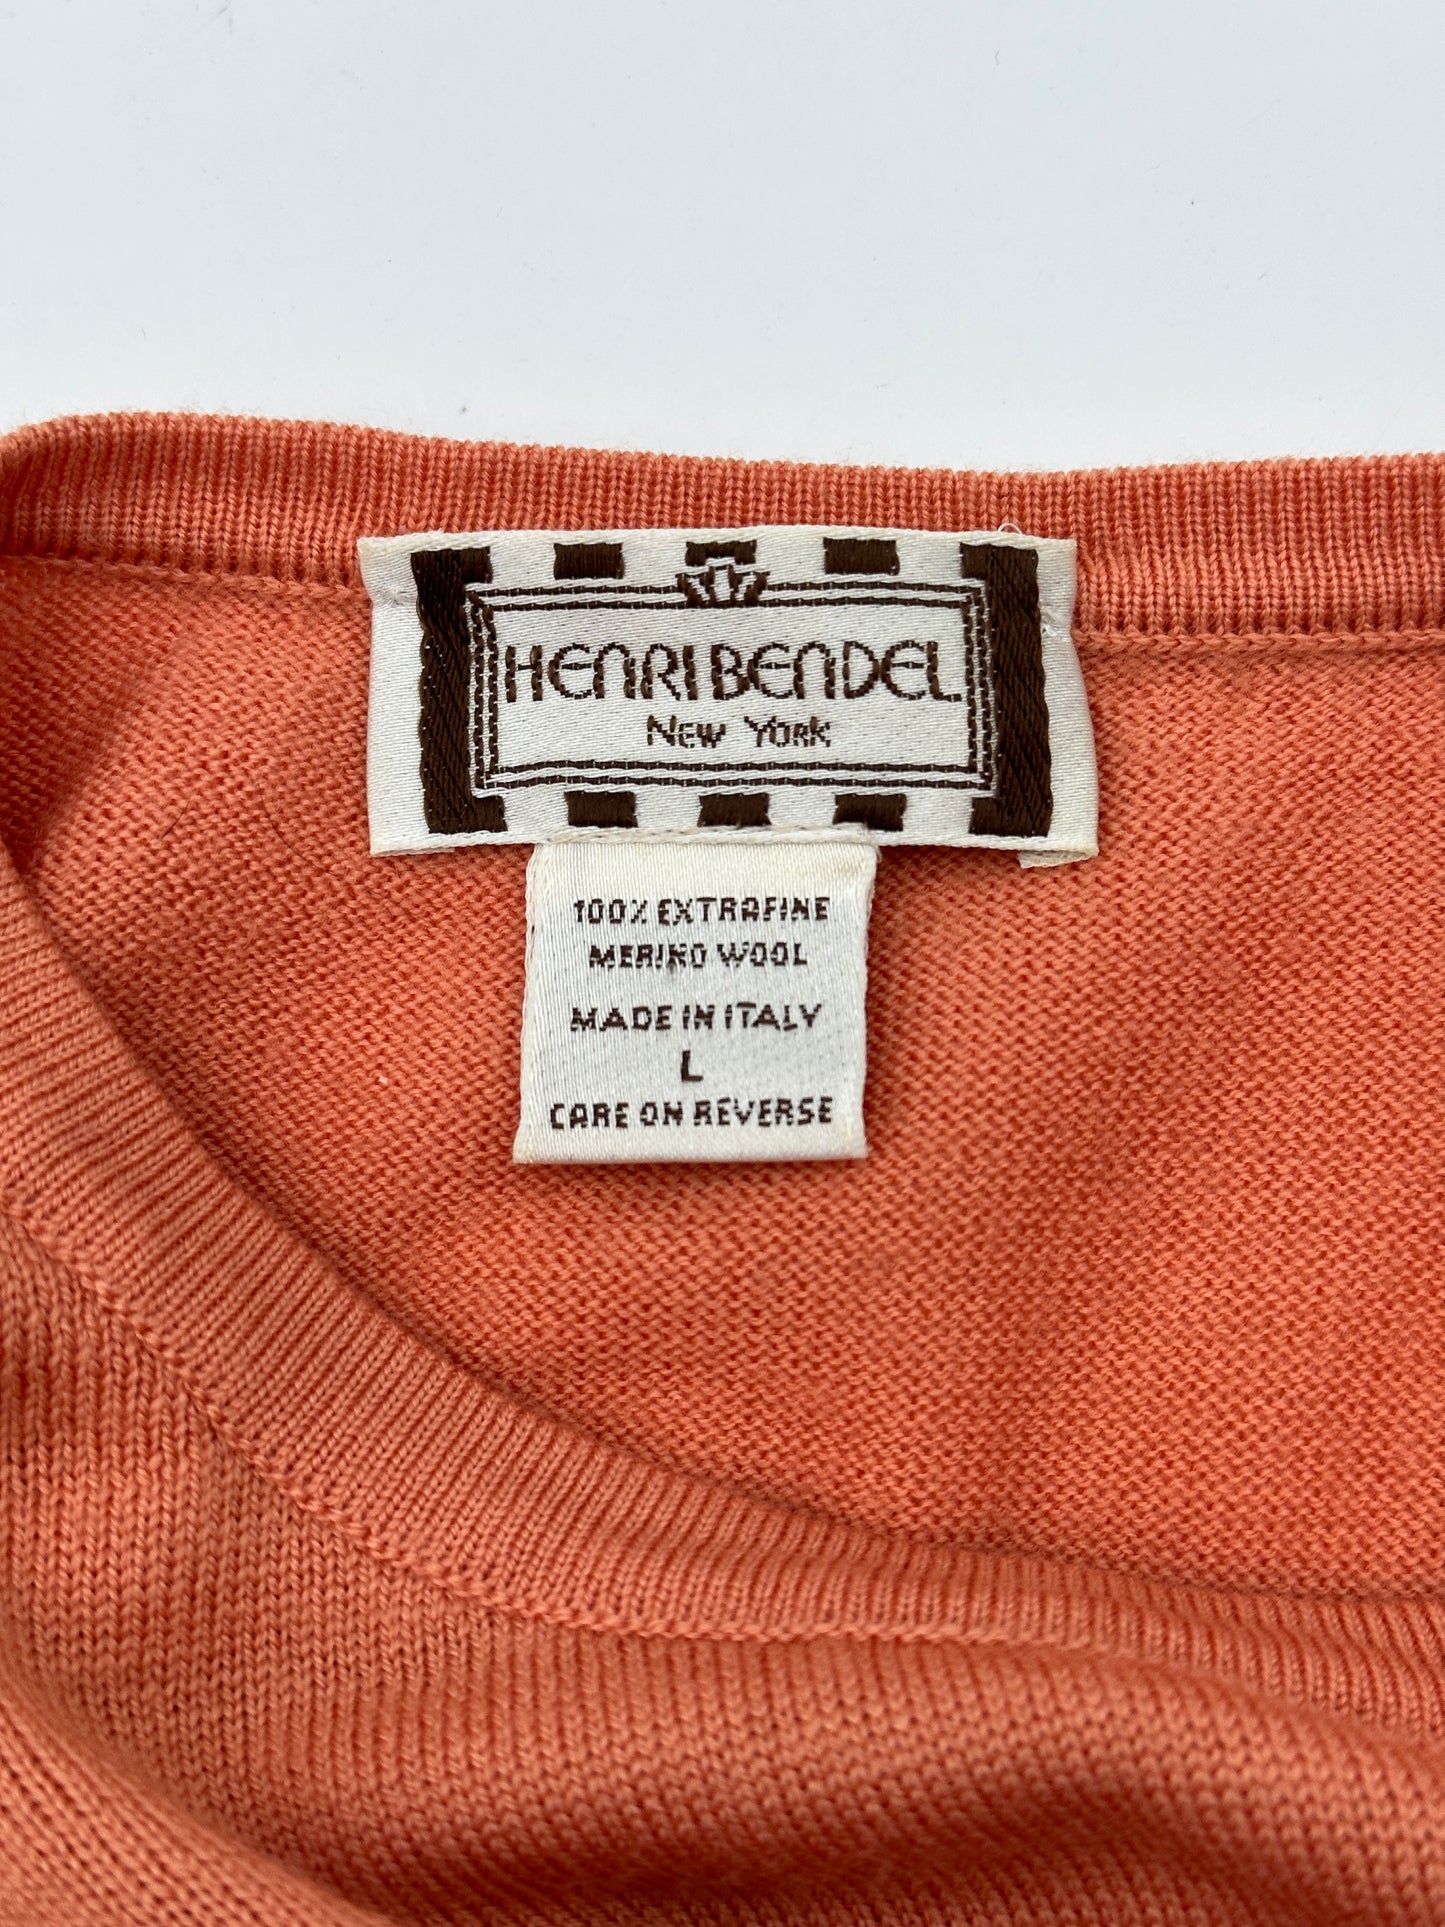 HENRI BENDEL
NEW YORK
100% EXTRAFINE
MERINO WOOL
MADE IN ITALY
L
CARE ON REVERSE